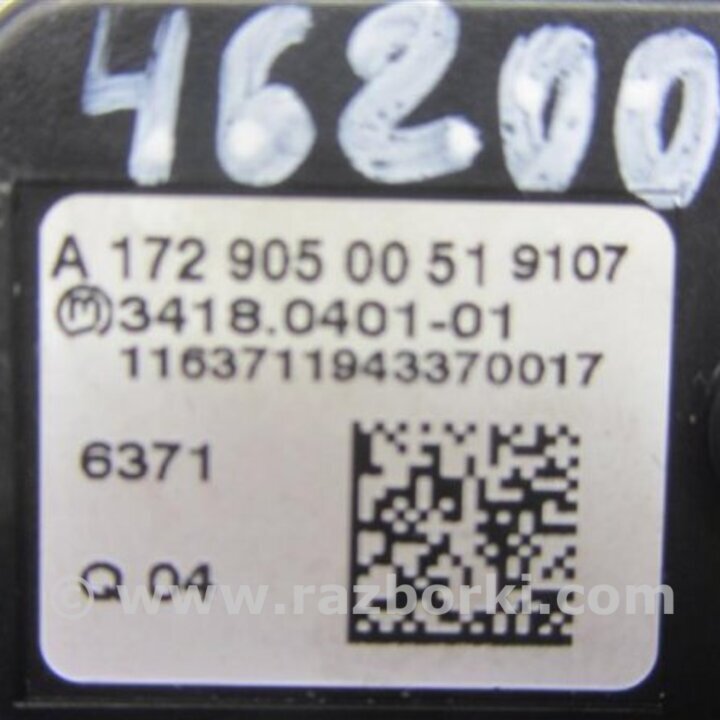 46200
A 172 905 00 51 9107
(m)3418.0401-01
1163711943370017
6371
Q 04
© www.razborki.com